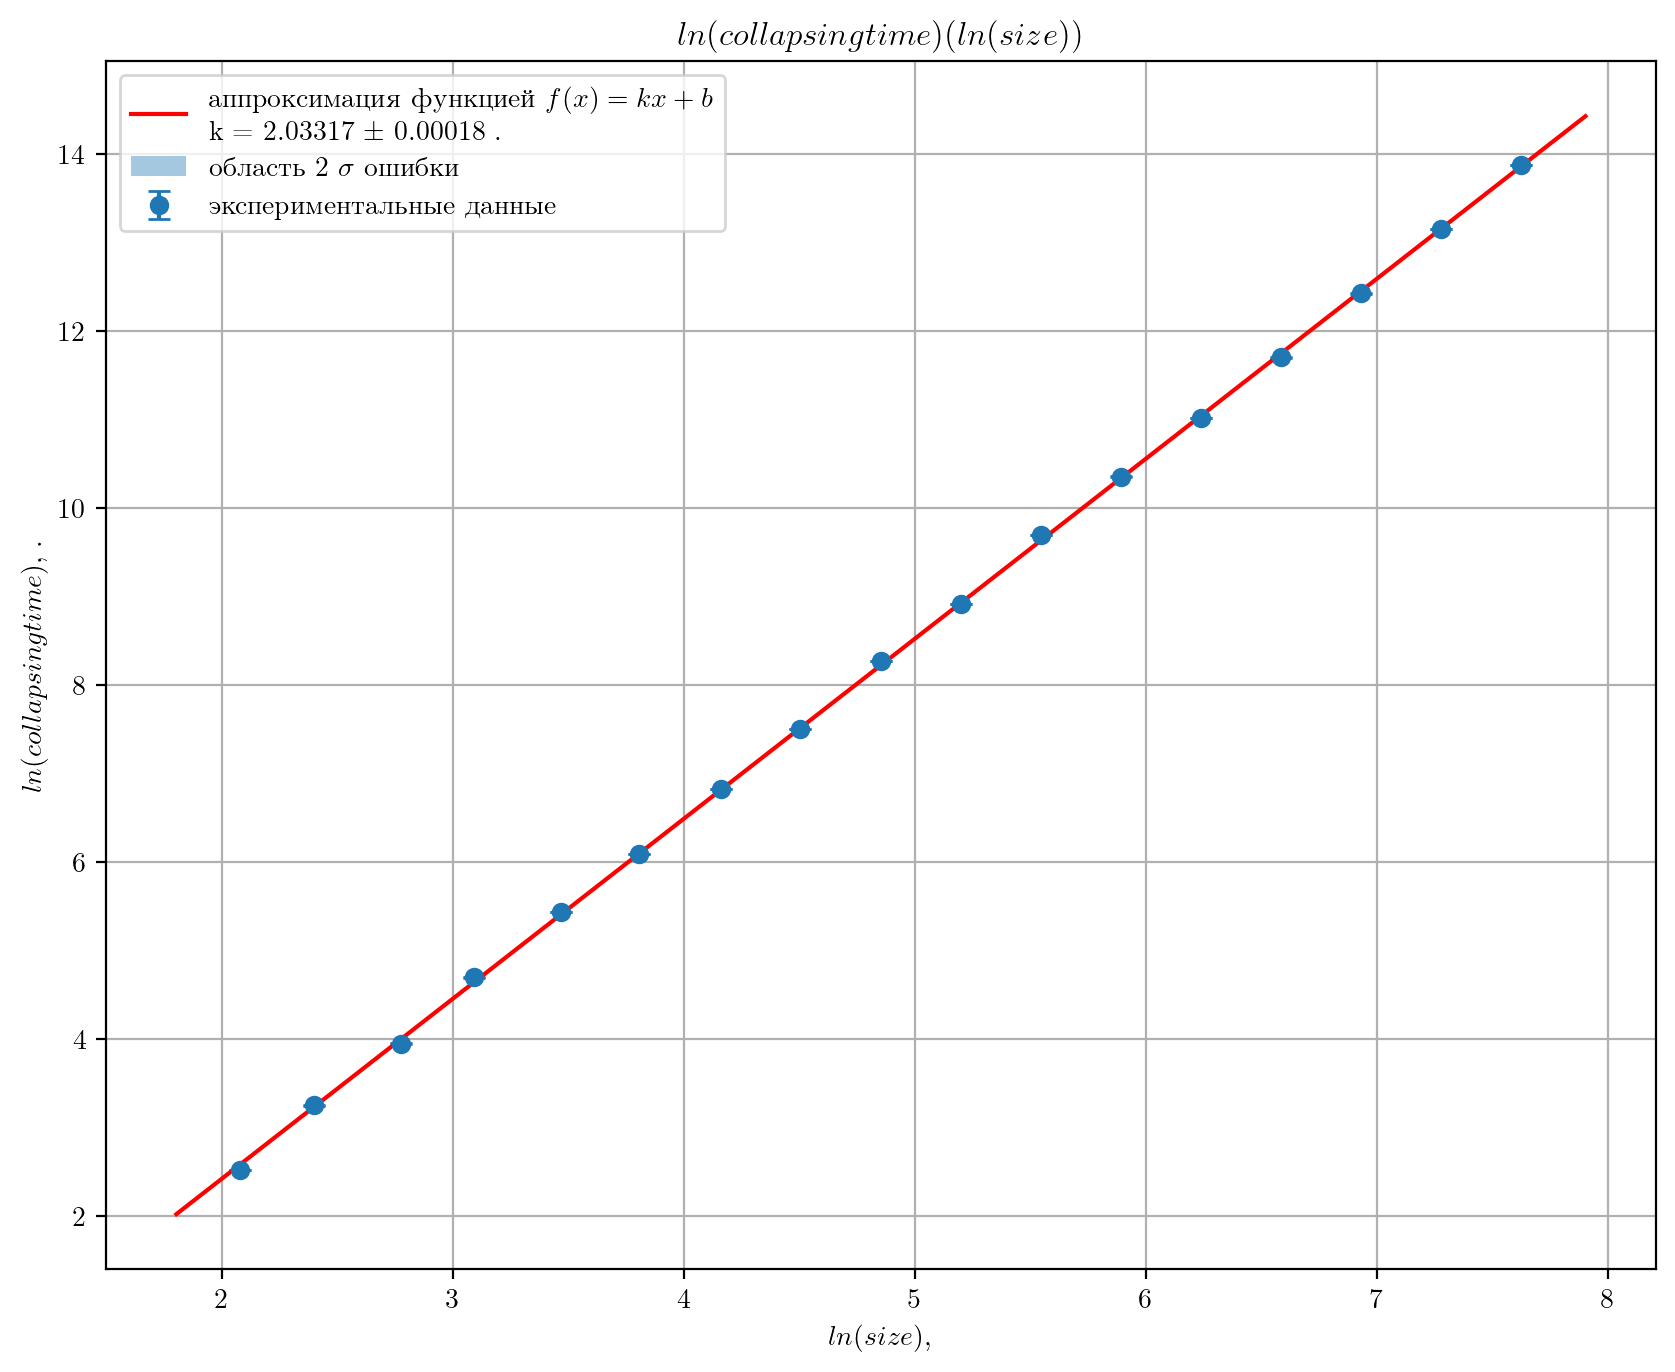 ln(collapsingtime)(ln(size))
аппроксимация функцией f(x) = kx + b
k = 2.03317 ± 0.00018 .
область 2 σ ошибки
экспериментальные данные
14
12
10
8
6
4
2
ln(collapsingtime), .
2 3 4 5 6 7 8
ln(size),